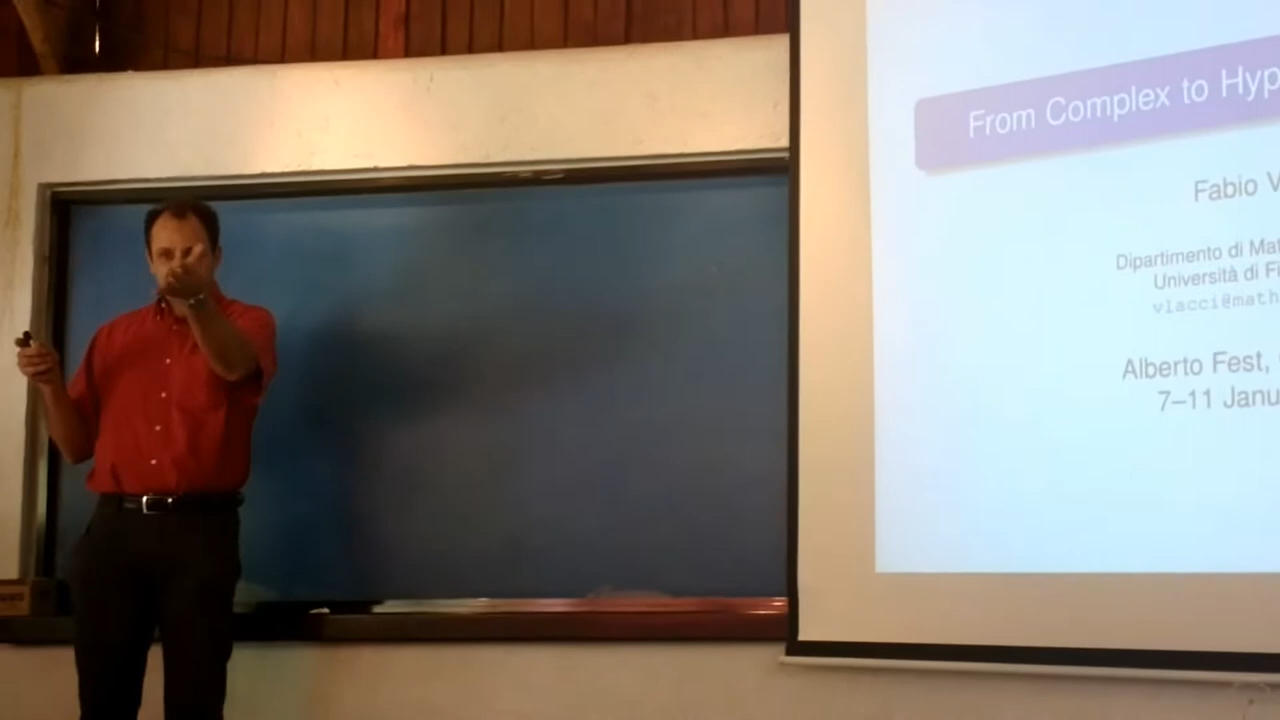 From Complex to Hyp
Fabio V
Dipartimento di Mat
Università di Fi
vlacci@math
Alberto Fest,
7–11 Janu